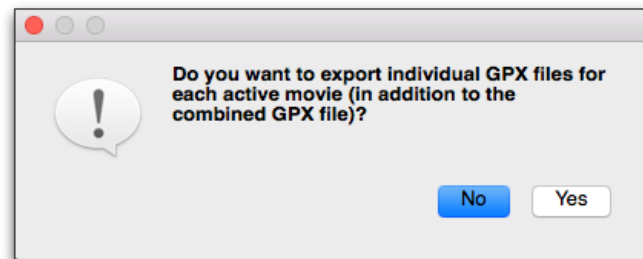 Do you want to export individual GPX files for
each active movie (in addition to the
combined GPX file)?
No Yes